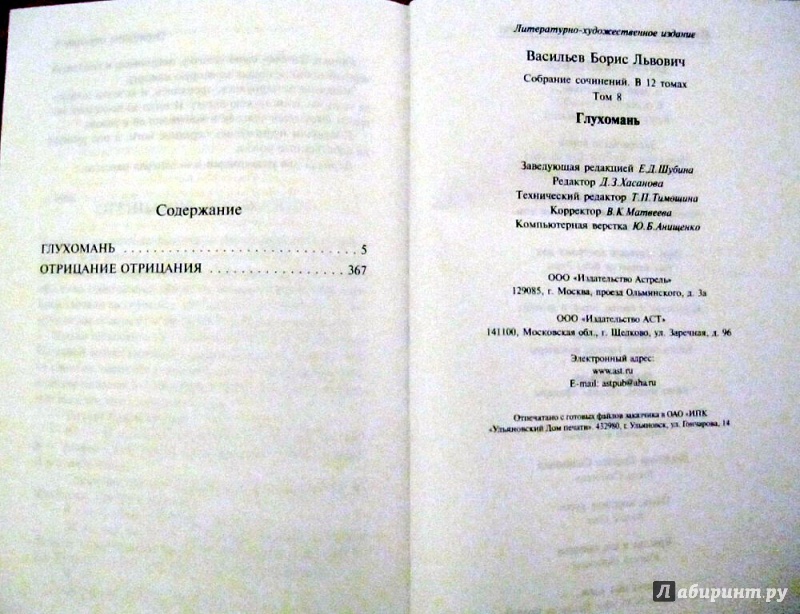 Содержание
ГЛУХОМАНЬ . . . . . . . . . . . . . . . . . . . . . . . . . . . . . 5
ОТРИЦАНИЕ ОТРИЦАНИЯ . . . . . . . . . . . . . . . . . 367
Литературно-художественное издание
Васильев Борис Львович
Собрание сочинений. В 12 томах
Том 8
Глухомань
Заведующая редакцией Е.Д.Шубина
Редактор Д.З.Хасанова
Технический редактор Т.П.Тимошина
Корректор В.К.Матвеева
Компьютерная верстка Ю.Б.Анищенко
ООО «Издательство Астрель»
129085, г. Москва, проезд Ольминского, д. 3а
ООО «Издательство АСТ»
141100, Московская обл., г. Щелково, ул. Заречная, д. 96
Электронный адрес:
www.ast.ru
E-mail: astpub@aha.ru
Отпечатано с готовых файлов заказчика в ОАО «ИПК
«Ульяновский Дом печати». 432980, г. Ульяновск, ул. Гончарова, 14
Лабиринт.ру